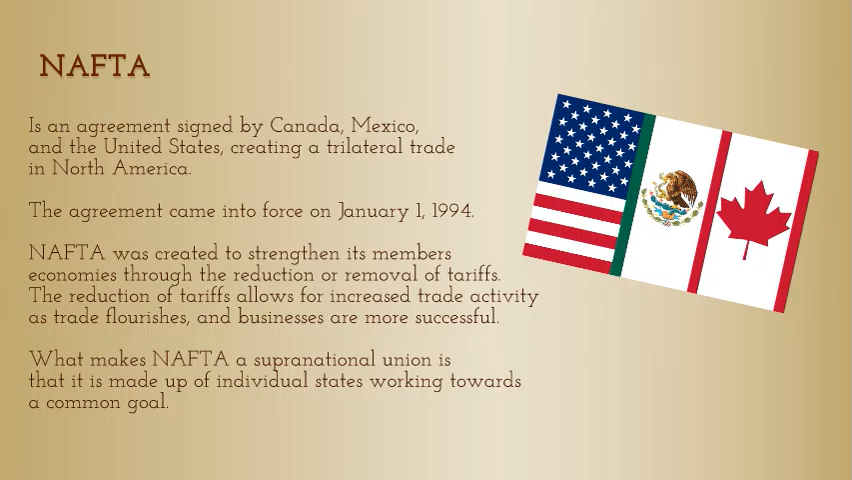 NAFTA
Is an agreement signed by Canada, Mexico,
and the United States, creating a trilateral trade
in North America.
The agreement came into force on January 1, 1994.
NAFTA was created to strengthen its members
economies through the reduction or removal of tariffs.
The reduction of tariffs allows for increased trade activity
as trade flourishes, and businesses are more successful.
What makes NAFTA a supranational union is
that it is made up of individual states working towards
a common goal.